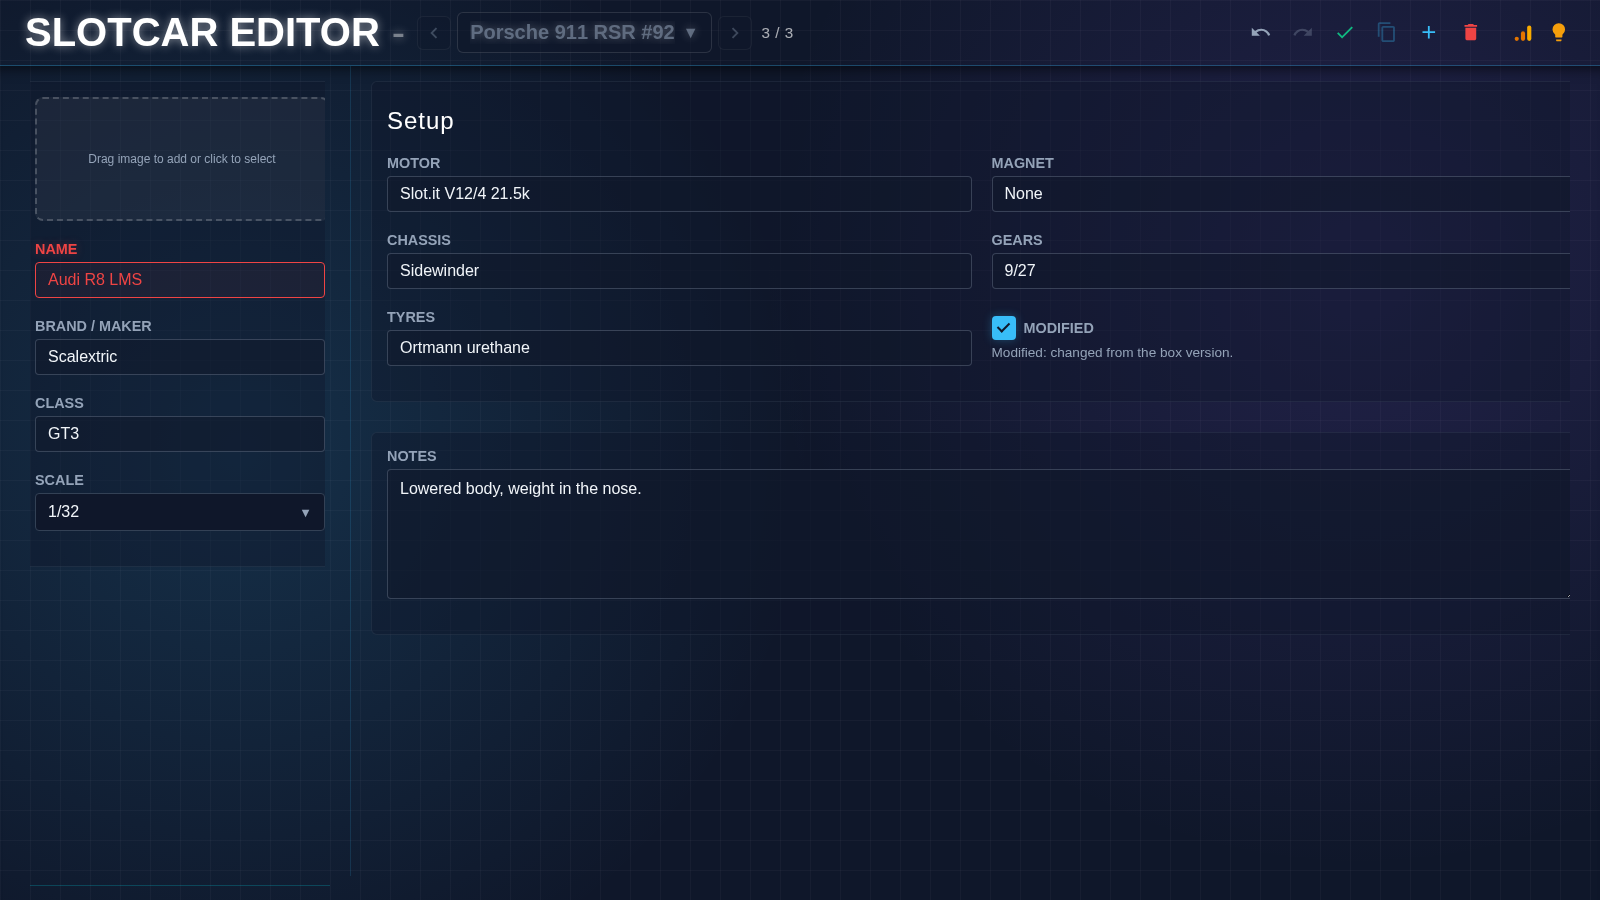 SLOTCAR EDITOR - Porsche 911 RSR #92 3 / 3
Drag image to add or click to select
NAME
Audi R8 LMS
BRAND / MAKER
Scalextric
CLASS
GT3
SCALE
1/32
Setup
MOTOR
Slot.it V12/4 21.5k
MAGNET
None
CHASSIS
Sidewinder
GEARS
9/27
TYRES
Ortmann urethane
MODIFIED
Modified: changed from the box version.
NOTES
Lowered body, weight in the nose.